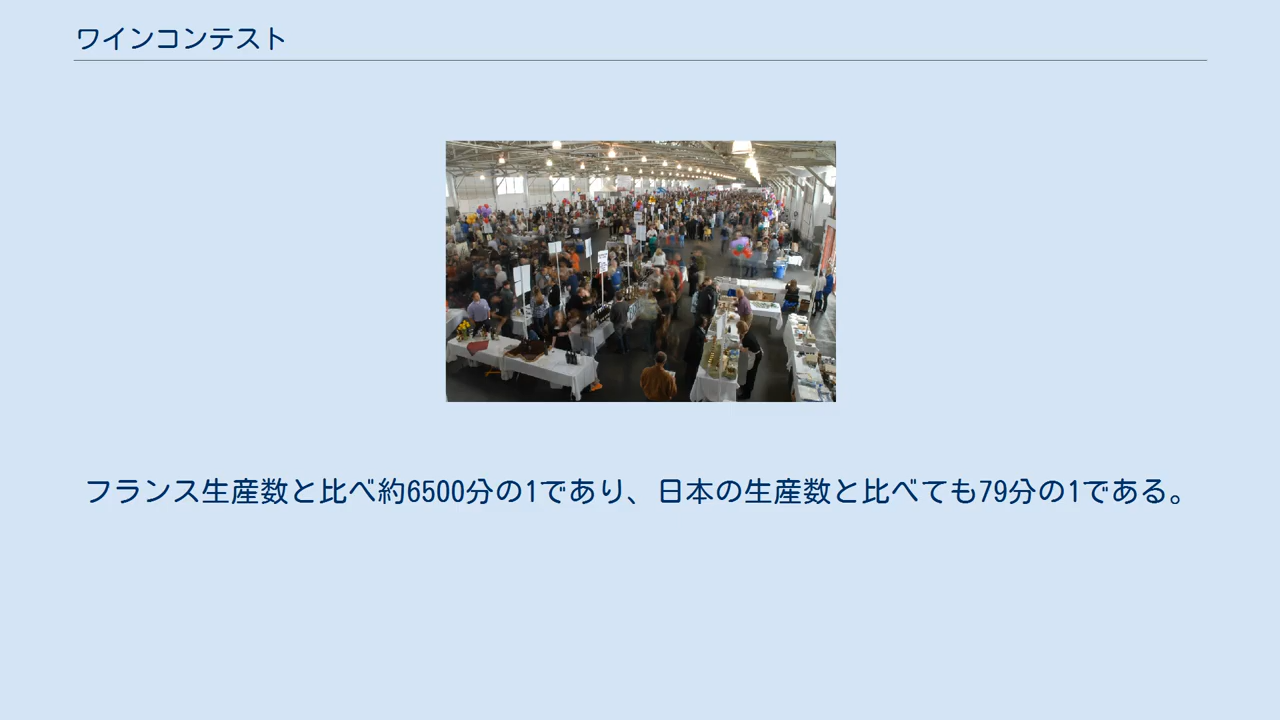 ワインコンテスト
フランス生産数と比べ約6500分の1であり、日本の生産数と比べても79分の1である。